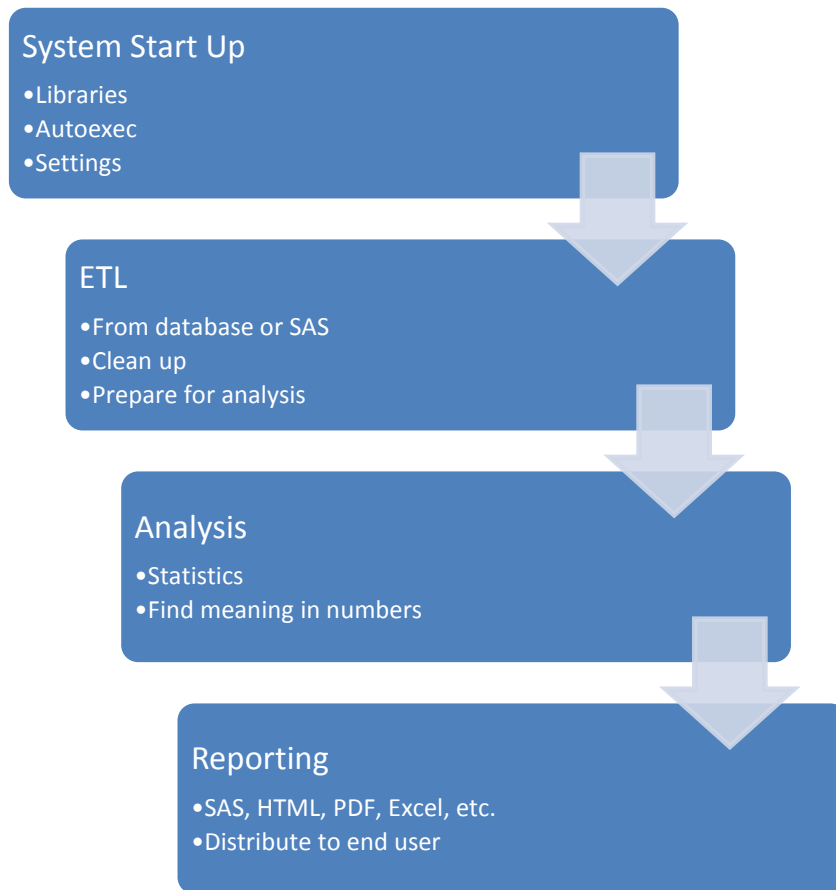 System Start Up
•Libraries
•Autoexec
•Settings
ETL
•From database or SAS
•Clean up
•Prepare for analysis
Analysis
•Statistics
•Find meaning in numbers
Reporting
•SAS, HTML, PDF, Excel, etc.
•Distribute to end user